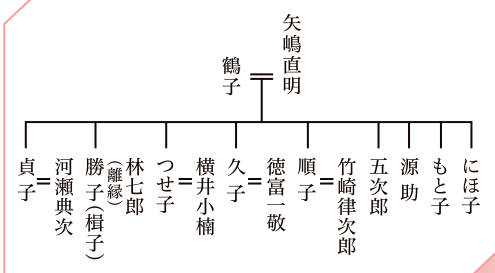 矢嶋直明
鶴子
にほ子
もと子
源助
五次郎
竹崎律次郎
順子
徳富一敬
久子
横井小楠
つせ子
林七郎
(離縁)
勝子(楫子)
河瀬典次
貞子